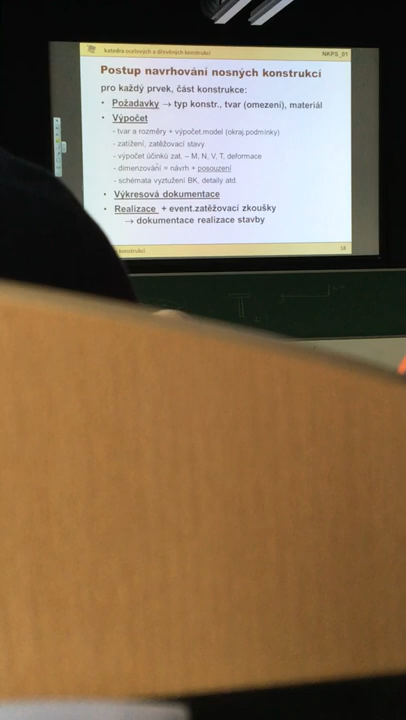 katedra ocelových a dřevěných konstrukcí
NKPS_01
Postup navrhování nosných konstrukcí
pro každý prvek, část konstrukce:
• Požadavky → typ konstr., tvar (omezení), materiál
• Výpočet
- tvar a rozměry + výpočet.model (okraj.podmínky)
- zatížení, zatěžovací stavy
- výpočet účinků zat. – M, N, V, T, deformace
- dimenzování = návrh + posouzení
- schémata vyztužení BK, detaily atd.
• Výkresová dokumentace
• Realizace + event.zatěžovací zkoušky
→ dokumentace realizace stavby
konstrukcí
18